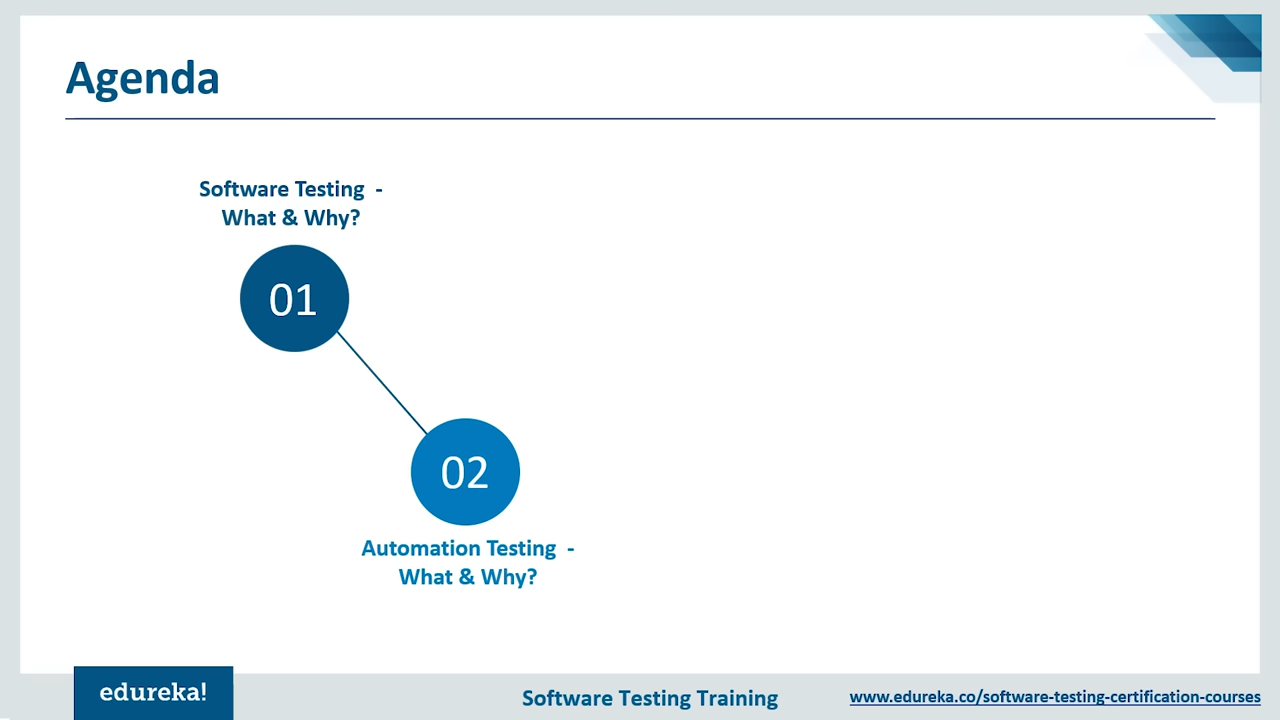 Agenda
Software Testing -
What & Why?
01
02
Automation Testing -
What & Why?
edureka!
Software Testing Training
www.edureka.co/software-testing-certification-courses